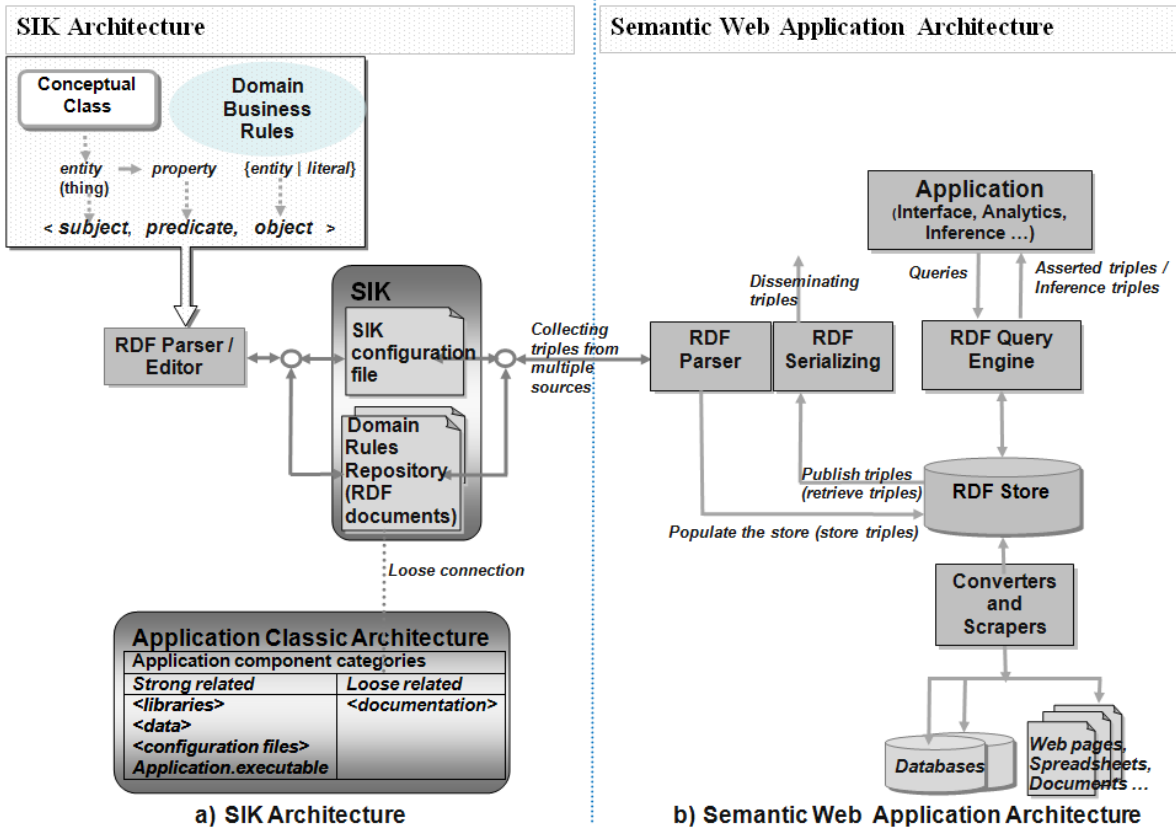 SIK Architecture
Conceptual
Class
Domain
Business
Rules
entity
(thing)
property
{entity | literal}
< subject, predicate, object >
RDF Parser /
Editor
SIK
SIK
configuration
file
Domain
Rules
Repository
(RDF
documents)
Collecting
triples from
multiple
sources
Loose connection
Application Classic Architecture
Application component categories
Strong related
Loose related
<libraries>
<documentation>
<data>
<configuration files>
Application.executable
a) SIK Architecture
Semantic Web Application Architecture
Application
(Interface, Analytics,
Inference ...)
Queries
Asserted triples /
Inference triples
Disseminating
triples
RDF
Parser
RDF
Serializing
RDF Query
Engine
Publish triples
(retrieve triples)
RDF Store
Populate the store (store triples)
Converters
and
Scrapers
Databases
Web pages,
Spreadsheets,
Documents ...
b) Semantic Web Application Architecture